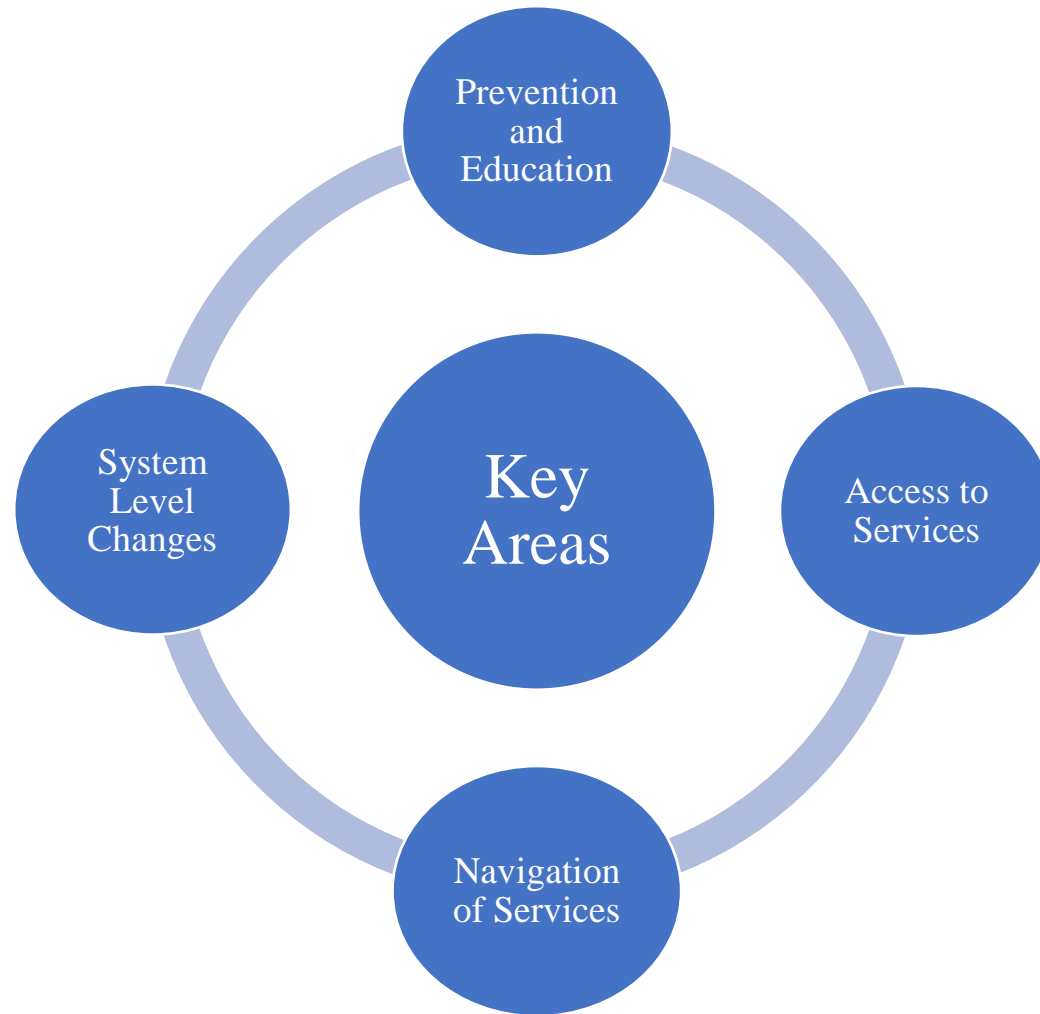 Prevention
and
Education
System
Level
Changes
Key
Areas
Access to
Services
Navigation
of Services